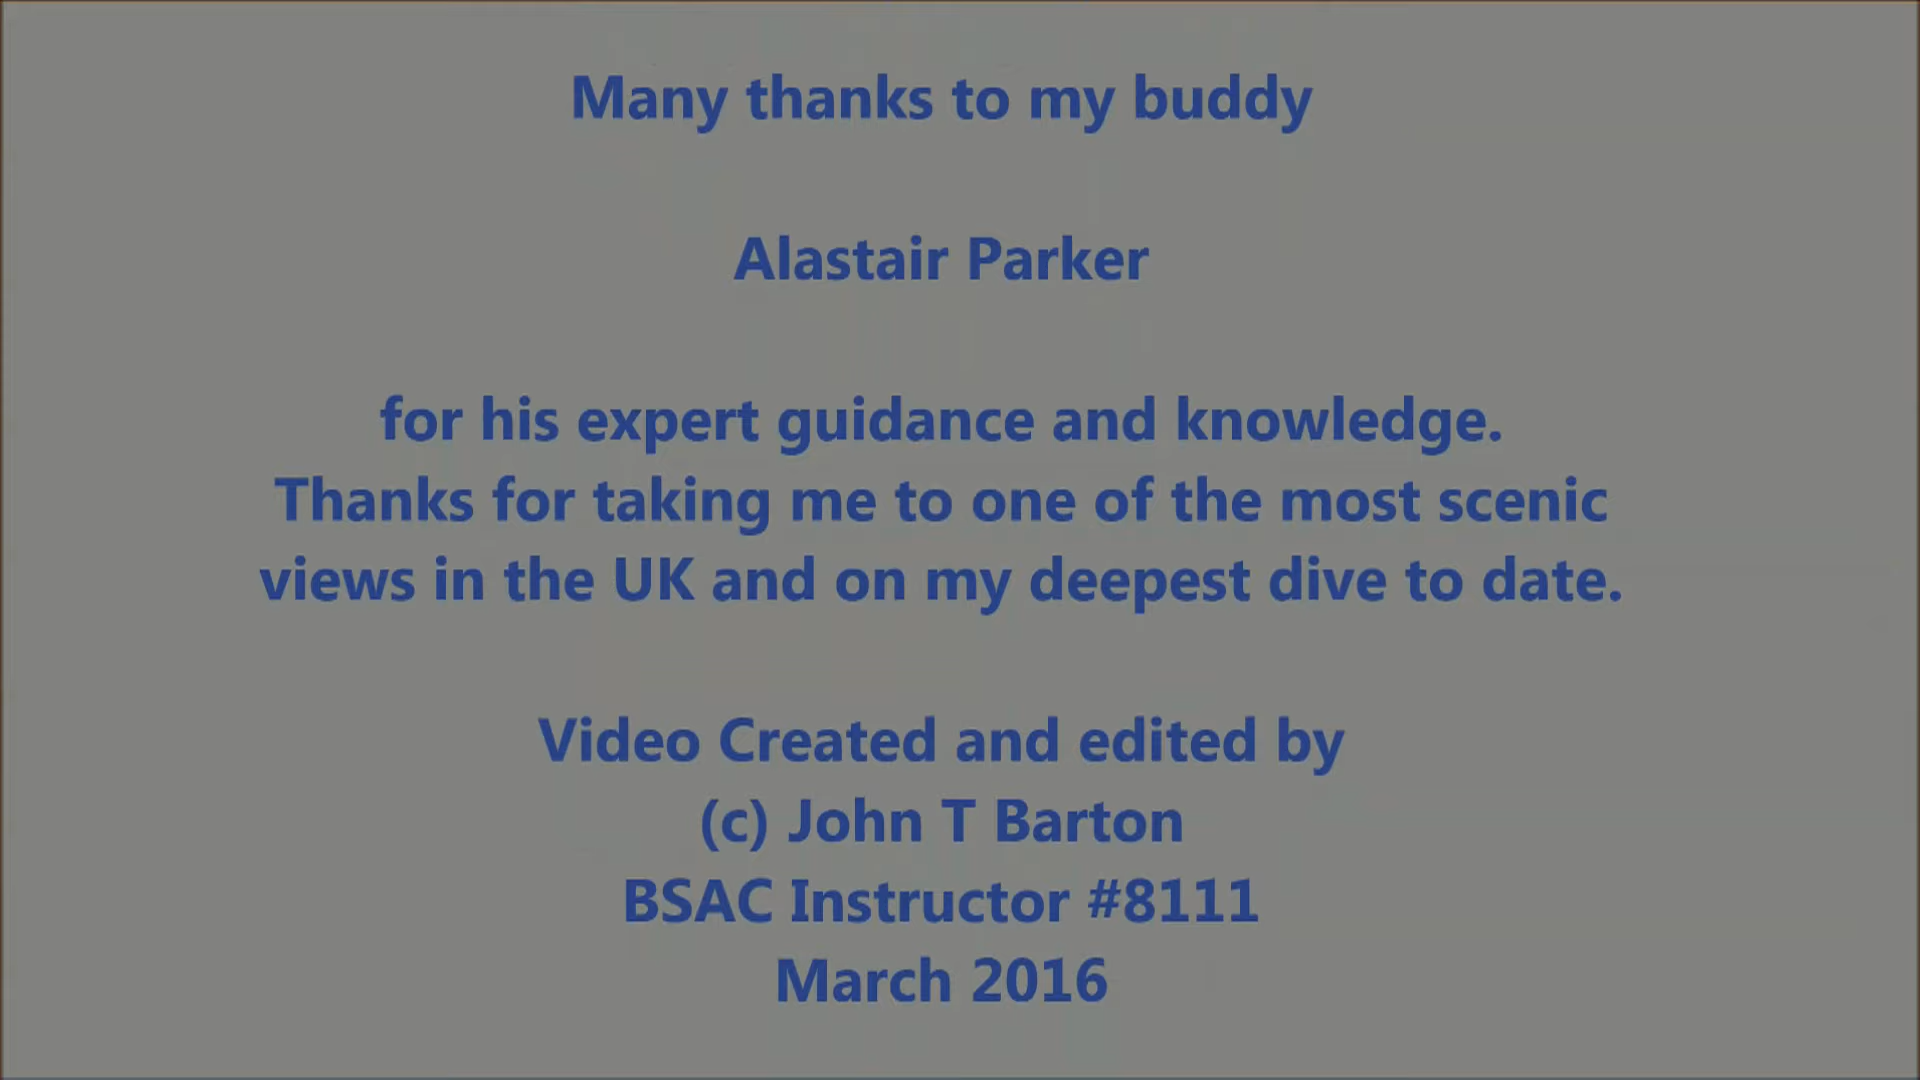 Many thanks to my buddy
Alastair Parker
for his expert guidance and knowledge.
Thanks for taking me to one of the most scenic
views in the UK and on my deepest dive to date.
Video Created and edited by
(c) John T Barton
BSAC Instructor #8111
March 2016